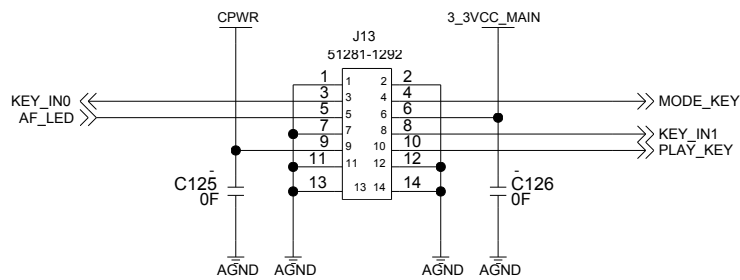 CPWR 3_3VCC_MAIN
J13
51281-1292
1 1 2 2
KEY_IN0 3 3 4 4 MODE_KEY
AF_LED 5 5 6 6
7 7 8 8 KEY_IN1
9 9 10 10 PLAY_KEY
11 11 12 12
- -
C125 13 13 14 14 C126
0F 0F
AGND AGND AGND AGND